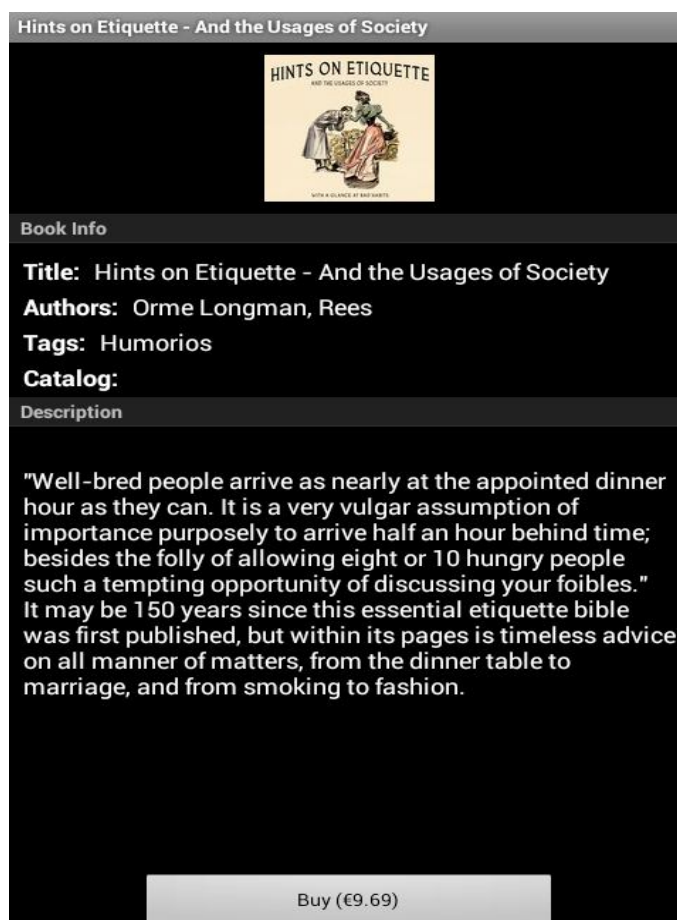 Hints on Etiquette - And the Usages of Society
HINTS ON ETIQUETTE
AND THE USAGES OF SOCIETY
WITH A GLANCE AT BAD HABITS
Book Info
Title: Hints on Etiquette - And the Usages of Society
Authors: Orme Longman, Rees
Tags: Humorios
Catalog:
Description
"Well-bred people arrive as nearly at the appointed dinner
hour as they can. It is a very vulgar assumption of
importance purposely to arrive half an hour behind time;
besides the folly of allowing eight or 10 hungry people
such a tempting opportunity of discussing your foibles."
It may be 150 years since this essential etiquette bible
was first published, but within its pages is timeless advice
on all manner of matters, from the dinner table to
marriage, and from smoking to fashion.
Buy (€9.69)